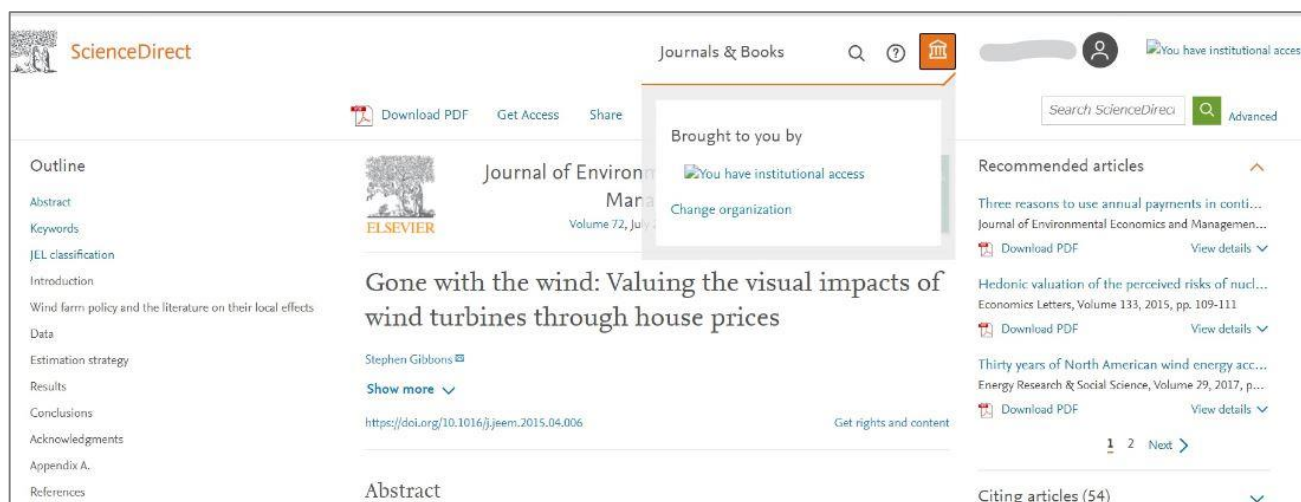 ScienceDirect
Journals & Books
You have institutional acces
Download PDF
Get Access
Share
Search ScienceDirect
Advanced
Brought to you by
You have institutional access
Change organization
Outline
Abstract
Keywords
JEL classification
Introduction
Wind farm policy and the literature on their local effects
Data
Estimation strategy
Results
Conclusions
Acknowledgments
Appendix A.
References
ELSEVIER
Journal of Environ
Mana
Volume 72, July
Gone with the wind: Valuing the visual impacts of
wind turbines through house prices
Stephen Gibbons
Show more
https://doi.org/10.1016/j.jeem.2015.04.006
Get rights and content
Abstract
Recommended articles
Three reasons to use annual payments in conti...
Journal of Environmental Economics and Managemen...
Download PDF
View details
Hedonic valuation of the perceived risks of nucl...
Economics Letters, Volume 133, 2015, pp. 109-111
Download PDF
View details
Thirty years of North American wind energy acc...
Energy Research & Social Science, Volume 29, 2017, p...
Download PDF
View details
1 2 Next
Citing articles (54)